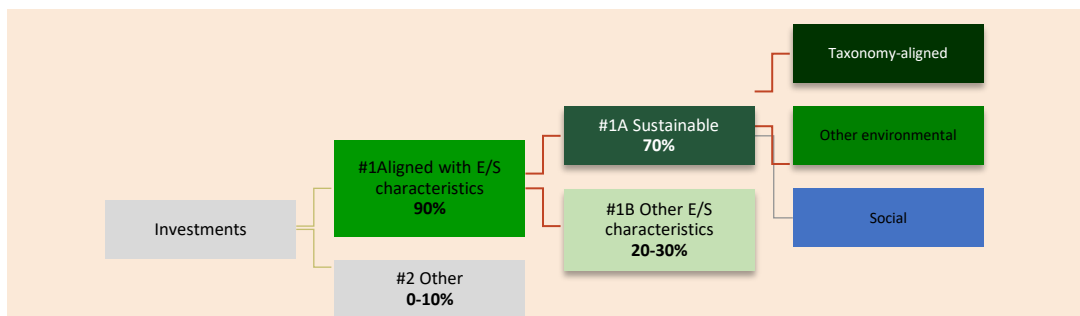 Investments
#1Aligned with E/S
characteristics
90%
#2 Other
0-10%
#1A Sustainable
70%
#1B Other E/S
characteristics
20-30%
Taxonomy-aligned
Other environmental
Social